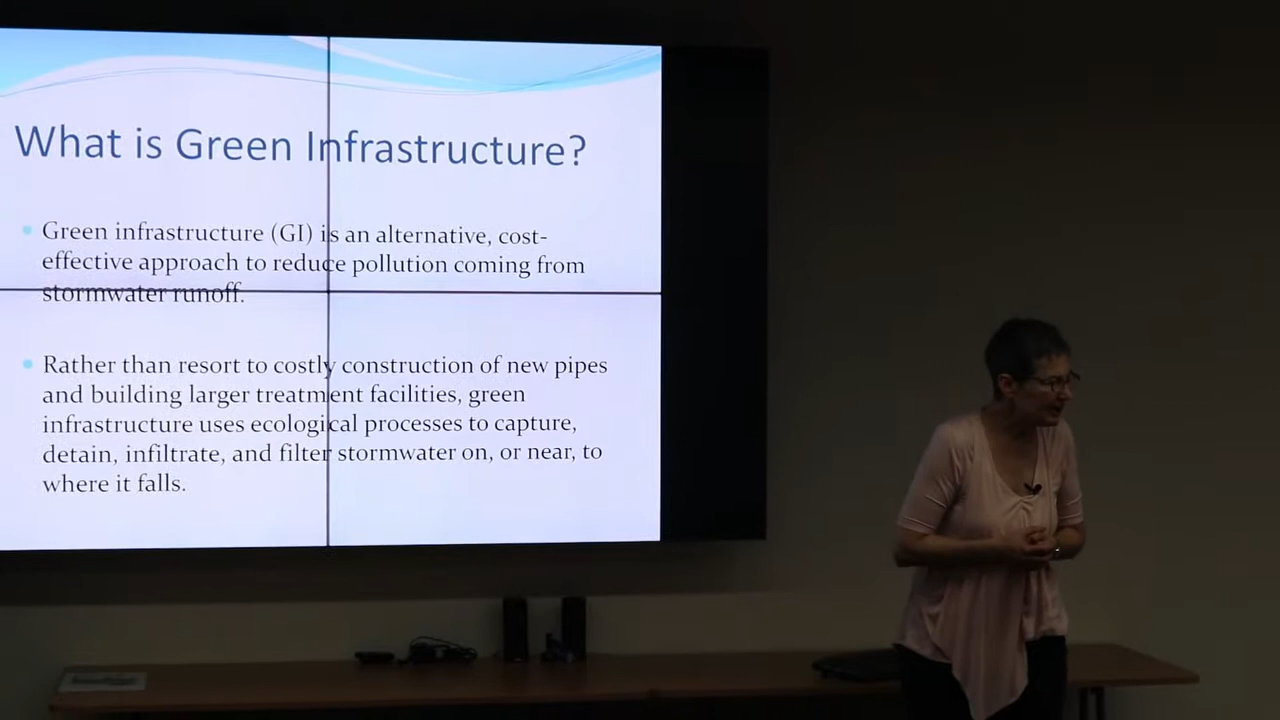 What is Green Infrastructure?
Green infrastructure (GI) is an alternative, cost-
effective approach to reduce pollution coming from
stormwater runoff.
Rather than resort to costly construction of new pipes
and building larger treatment facilities, green
infrastructure uses ecological processes to capture,
detain, infiltrate, and filter stormwater on, or near, to
where it falls.